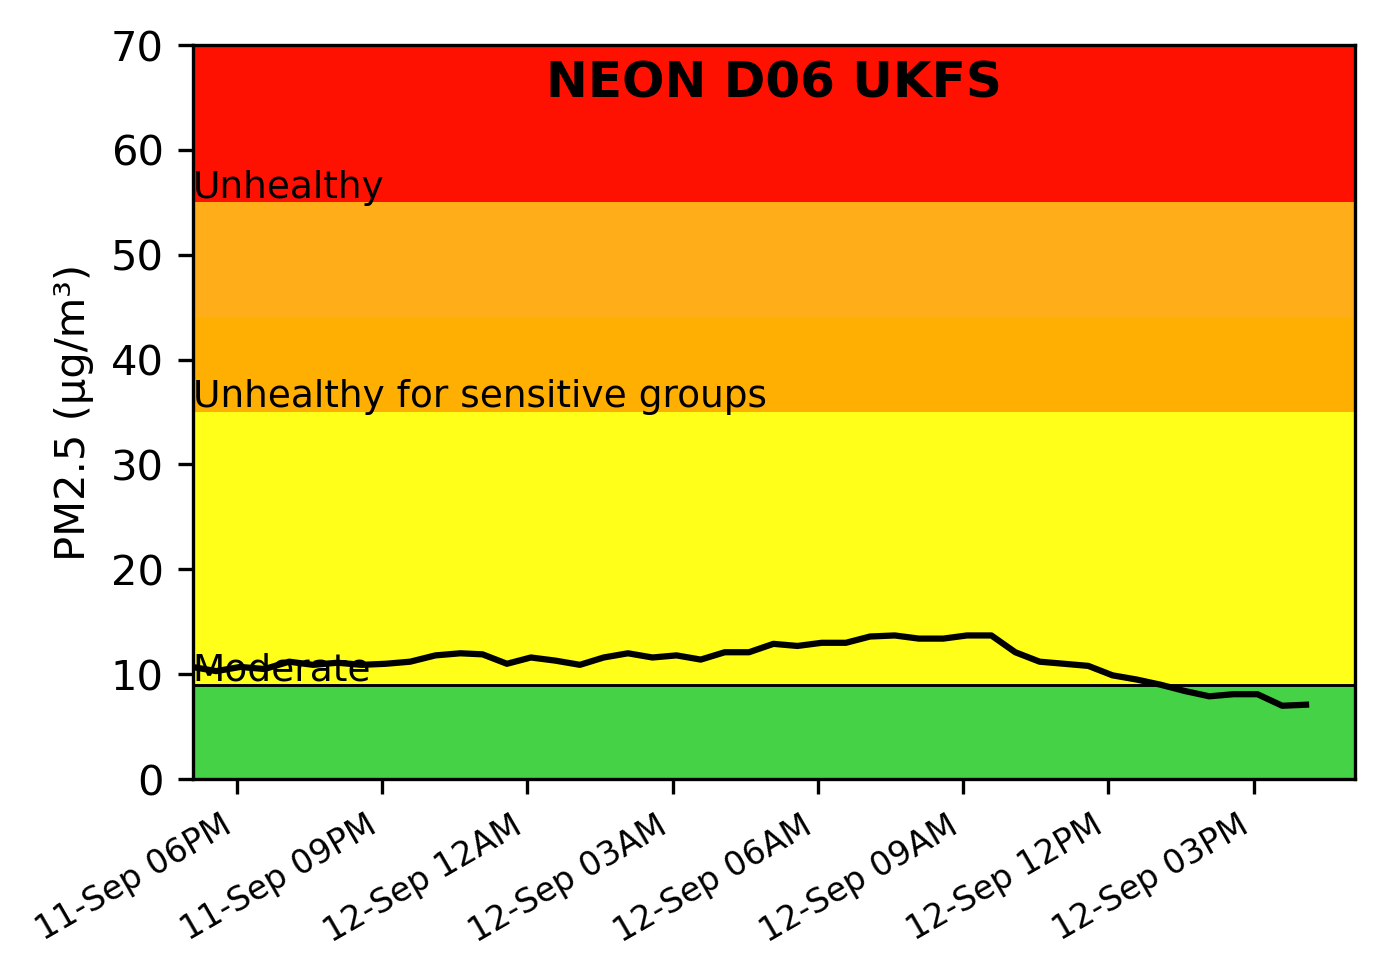 NEON D06 UKFS
PM2.5 (µg/m³)
70
60
50
40
30
20
10
0
Unhealthy
Unhealthy for sensitive groups
Moderate
11-Sep 06PM
11-Sep 09PM
12-Sep 12AM
12-Sep 03AM
12-Sep 06AM
12-Sep 09AM
12-Sep 12PM
12-Sep 03PM